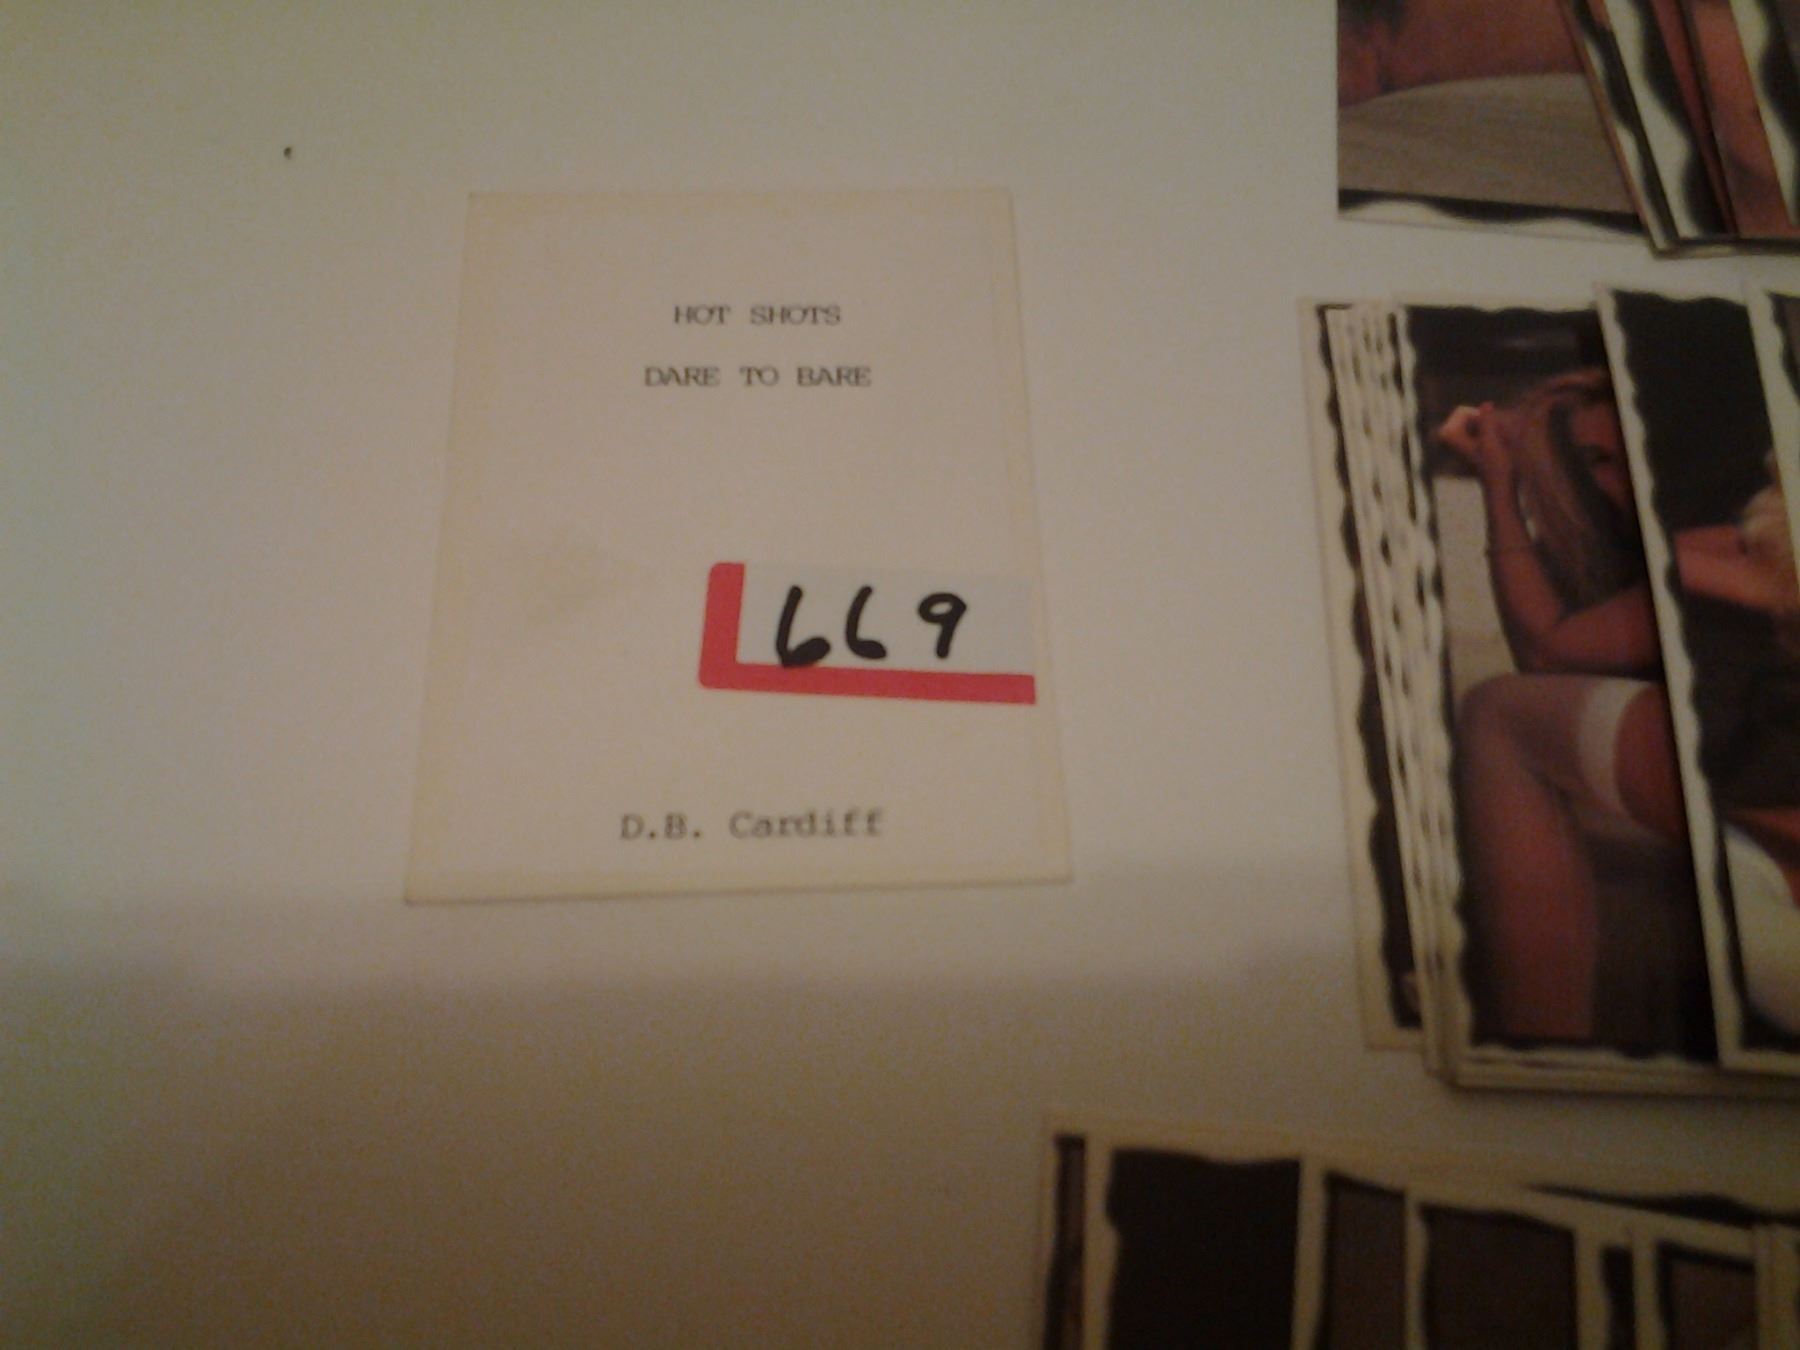 HOT SHOTS
DARE TO BARE
669
D.B. Cardiff